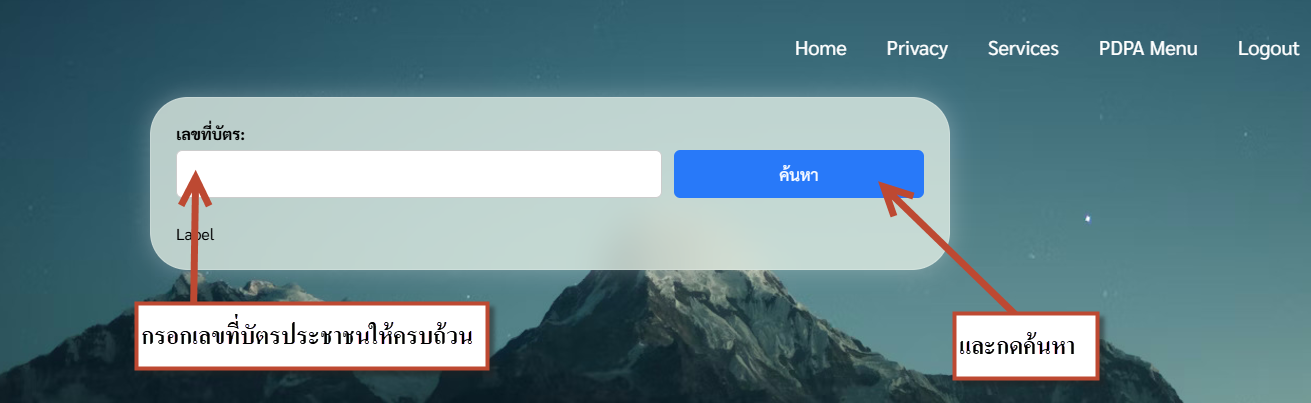 Home Privacy Services PDPA Menu Logout
เลขที่บัตร:
ค้นหา
Label
กรอกเลขที่บัตรประชาชนให้ครบถ้วน
และกดค้นหา